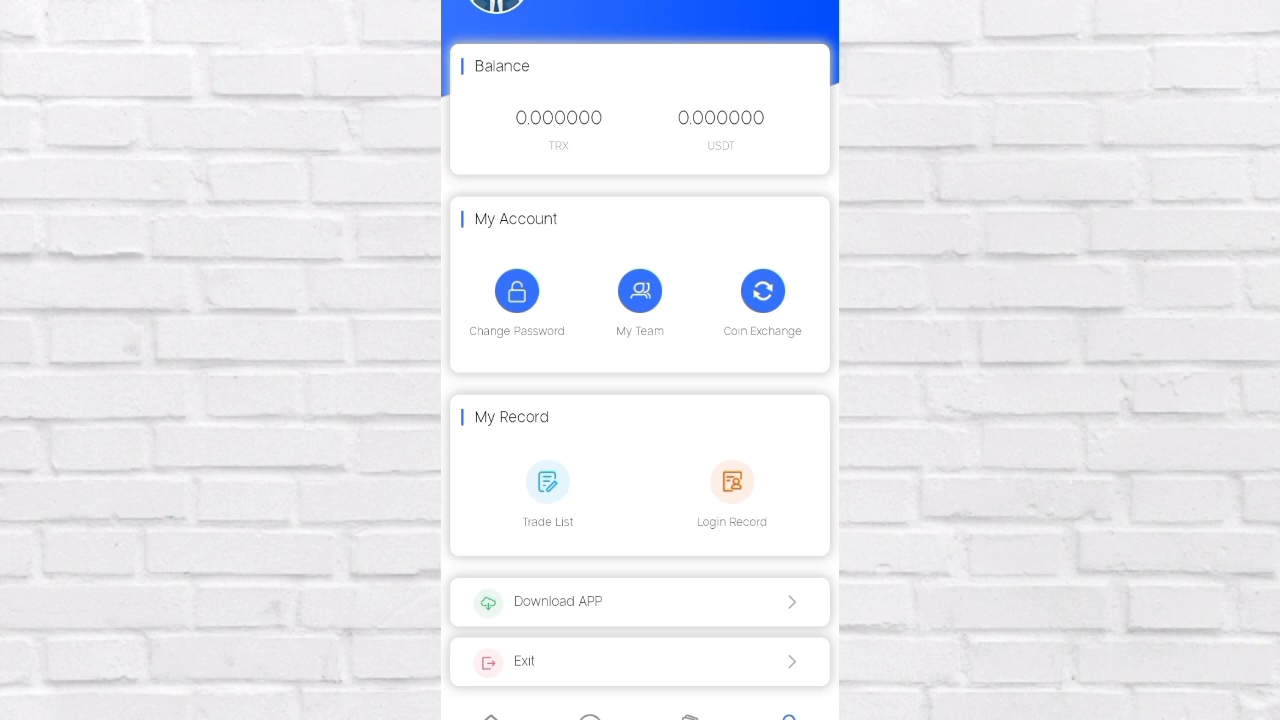 Balance
0.000000 0.000000
TRX USDT
My Account
Change Password My Team Coin Exchange
My Record
Trade List Login Record
Download APP
Exit